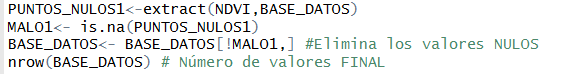 PUNTOS_NULOS1<-extract(NDVI,BASE_DATOS)
MALO1<- is.na(PUNTOS_NULOS1)
BASE_DATOS<- BASE_DATOS[!MALO1,] #Elimina los valores NULOS
nrow(BASE_DATOS) # Número de valores FINAL